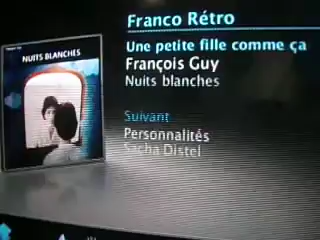 Franco Rétro
NUITS BLANCHES
Une petite fille comme ça
François Guy
Nuits blanches
Suivant
Personnalités
Sacha Distel